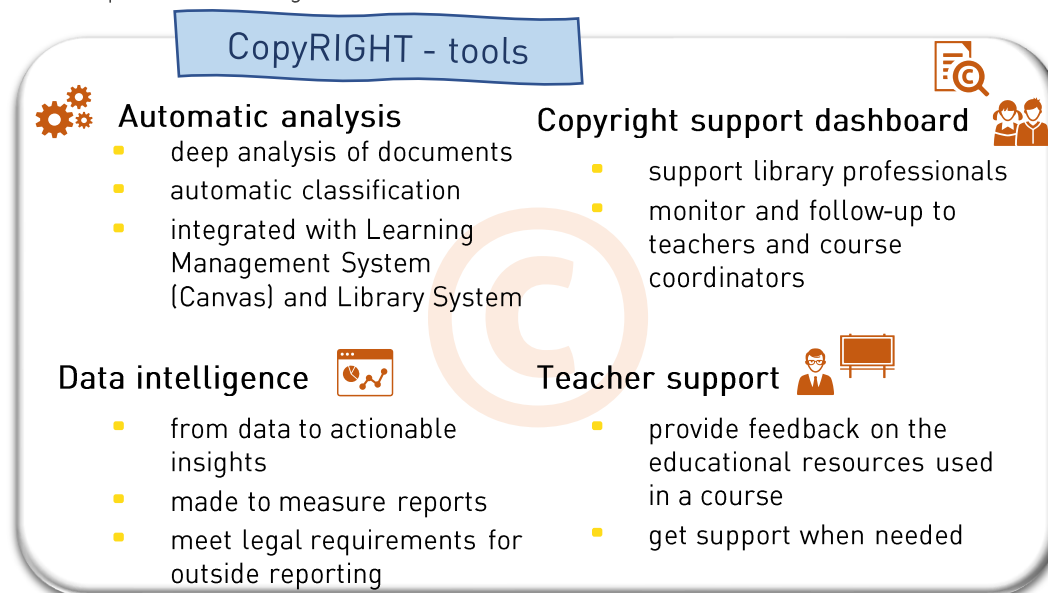 CopyRIGHT - tools
Automatic analysis
deep analysis of documents
automatic classification
integrated with Learning
Management System
(Canvas) and Library System
Copyright support dashboard
support library professionals
monitor and follow-up to
teachers and course
coordinators
Data intelligence
from data to actionable
insights
made to measure reports
meet legal requirements for
outside reporting
Teacher support
provide feedback on the
educational resources used
in a course
get support when needed